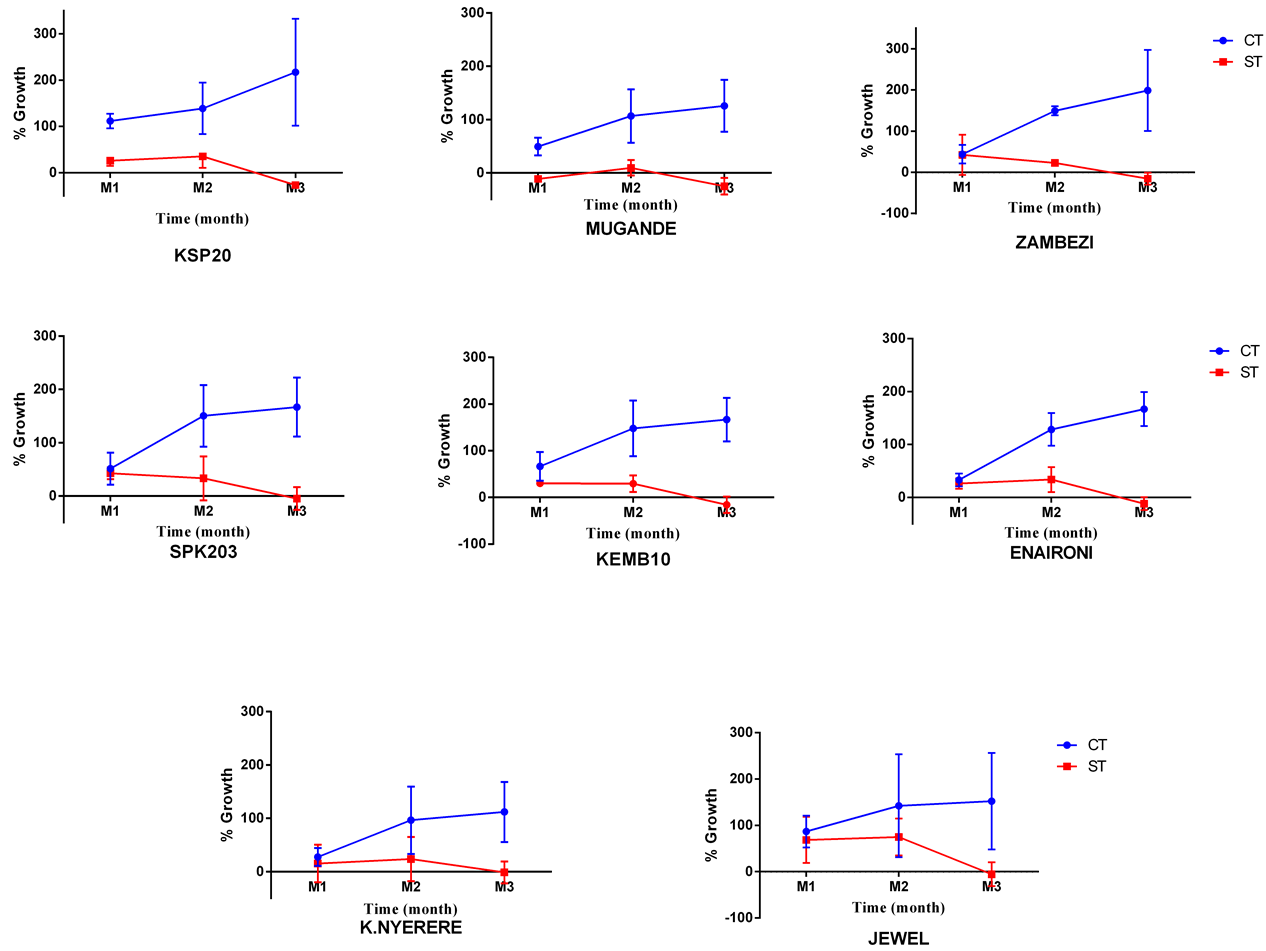 300
200
100
0
% Growth
M1 M2 M3
Time (month)
KSP20
300
200
100
0
% Growth
M1 M2 M3
Time (month)
MUGANDE
300
200
100
0
-100
% Growth
M1 M2 M3
Time (month)
ZAMBEZI
CT
ST
300
200
100
0
% Growth
M1 M2 M3
Time (month)
SPK203
300
200
100
0
-100
% Growth
M1 M2 M3
Time (month)
KEMB10
300
200
100
0
% Growth
M1 M2 M3
Time (month)
ENAIRONI
CT
ST
300
200
100
0
% Growth
M1 M2 M3
Time (month)
K.NYERERE
300
200
100
0
-100
% Growth
M1 M2 M3
Time (month)
JEWEL
CT
ST